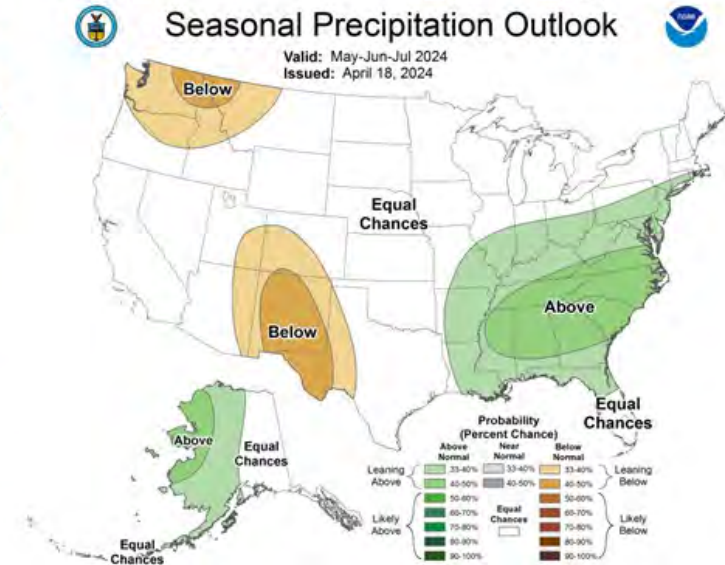 Seasonal Precipitation Outlook
Valid: May-Jun-Jul 2024
Issued: April 18, 2024
Below
Equal
Chances
Above
Below
Equal
Chances
Above
Equal
Chances
Equal
Chances
Probability
(Percent Chance)
Above Normal
Near Normal
Below Normal
Leaning Above
33-40% 33-40% 33-40%
40-50% 40-50% 40-50%
Leaning Below
Likely Above
50-60% 50-60%
60-70% 60-70%
70-80% 70-80%
80-90% 80-90%
90-100% 90-100%
Equal Chances
Likely Below